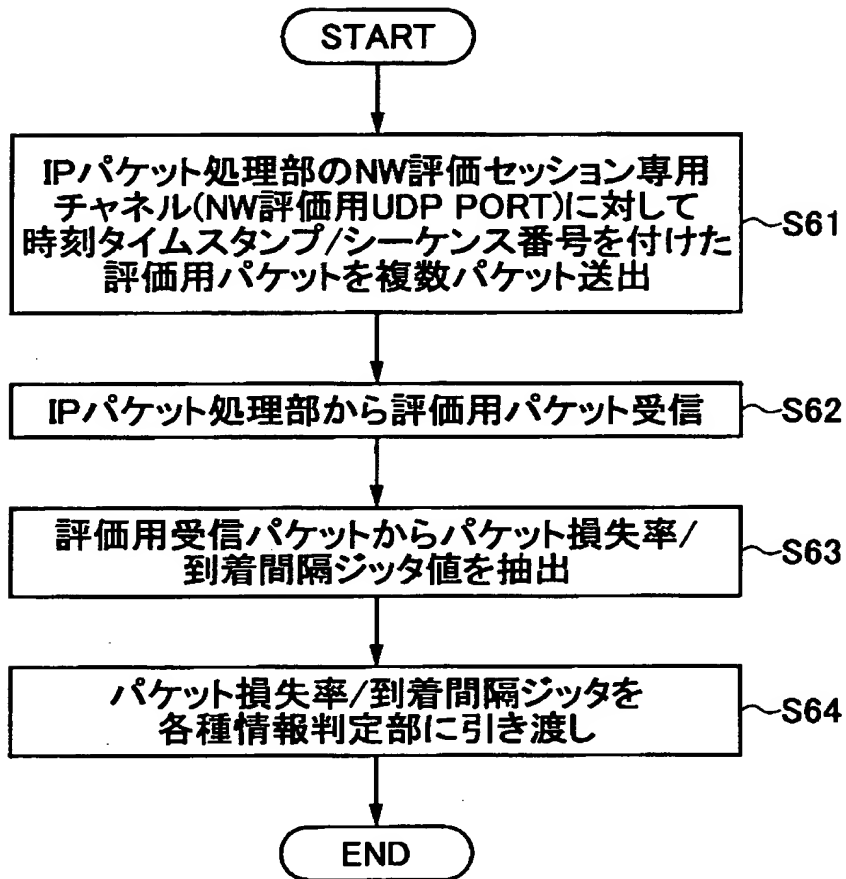 START
IPパケット処理部のNW評価セッション専用
チャネル(NW評価用UDP PORT)に対して
時刻タイムスタンプ/シーケンス番号を付けた
評価用パケットを複数パケット送出
S61
IPパケット処理部から評価用パケット受信
S62
評価用受信パケットからパケット損失率/
到着間隔ジッタ値を抽出
S63
パケット損失率/到着間隔ジッタを
各種情報判定部に引き渡し
S64
END